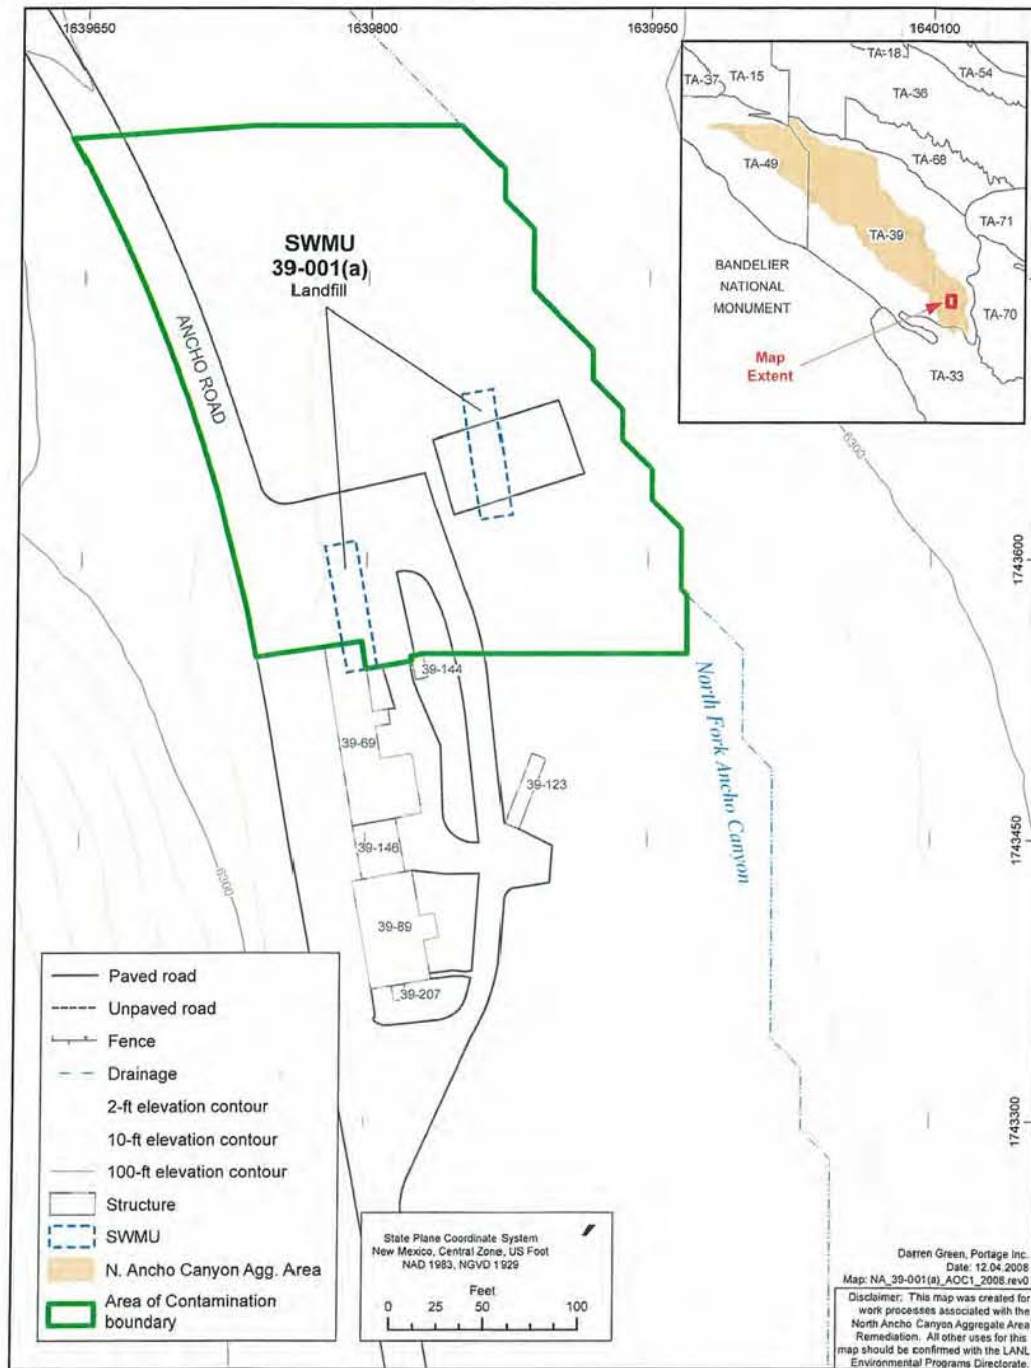 1639650
1639800
1639950
1640100
TA-37
TA-15
TA-18
TA-54
TA-36
TA-49
TA-68
TA-71
TA-39
BANDELIER
NATIONAL
MONUMENT
TA-70
Map
Extent
TA-33
SWMU
39-001(a)
Landfill
ANCHO ROAD
6300
1743600
39-144
North Fork Ancho Canyon
39-69
39-123
39-146
1743450
6300
39-89
39-207
1743300
Paved road
Unpaved road
Fence
Drainage
2-ft elevation contour
10-ft elevation contour
100-ft elevation contour
Structure
SWMU
N. Ancho Canyon Agg. Area
Area of Contamination
boundary
State Plane Coordinate System
New Mexico, Central Zone, US Foot
NAD 1983, NGVD 1929
Feet
0 25 50 100
Darren Green, Portage Inc.
Date: 12.04.2008
Map: NA_39-001(a)_AOC1_2008.rev0
Disclaimer: This map was created for
work processes associated with the
North Ancho Canyon Aggregate Area
Remediation. All other uses for this
map should be confirmed with the LANL
Environmental Programs Directorate.